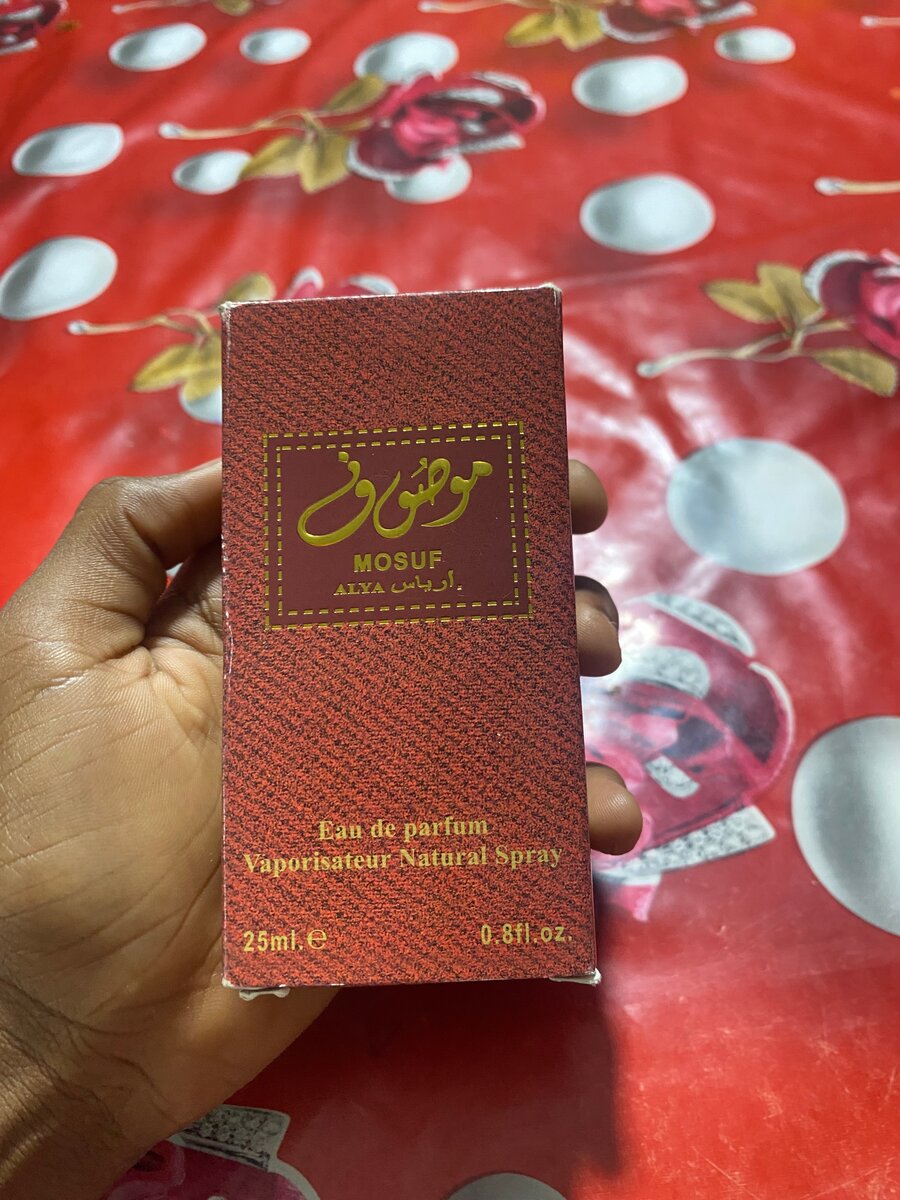 موصوف
MOSUF
ALYA أرياس
Eau de parfum
Vaporisateur Natural Spray
25ml.℮ 0.8fl.oz.